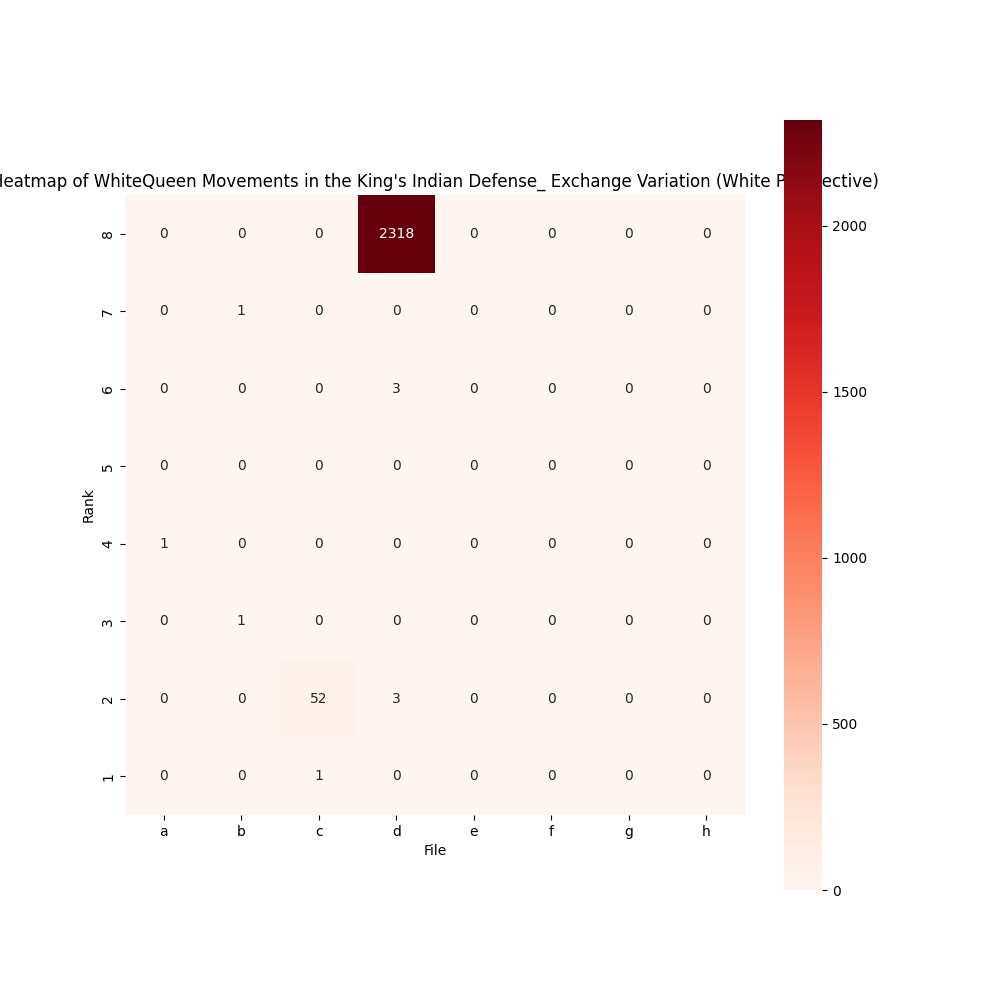 Heatmap of WhiteQueen Movements in the King's Indian Defense_ Exchange Variation (White P ective)
8 0 0 0 2318 0 0 0 0
7 0 1 0 0 0 0 0 0
6 0 0 0 3 0 0 0 0
5 0 0 0 0 0 0 0 0
4 1 0 0 0 0 0 0 0
3 0 1 0 0 0 0 0 0
2 0 0 52 3 0 0 0 0
1 0 0 1 0 0 0 0 0
a b c d e f g h
File
Rank
2000
1500
1000
500
0